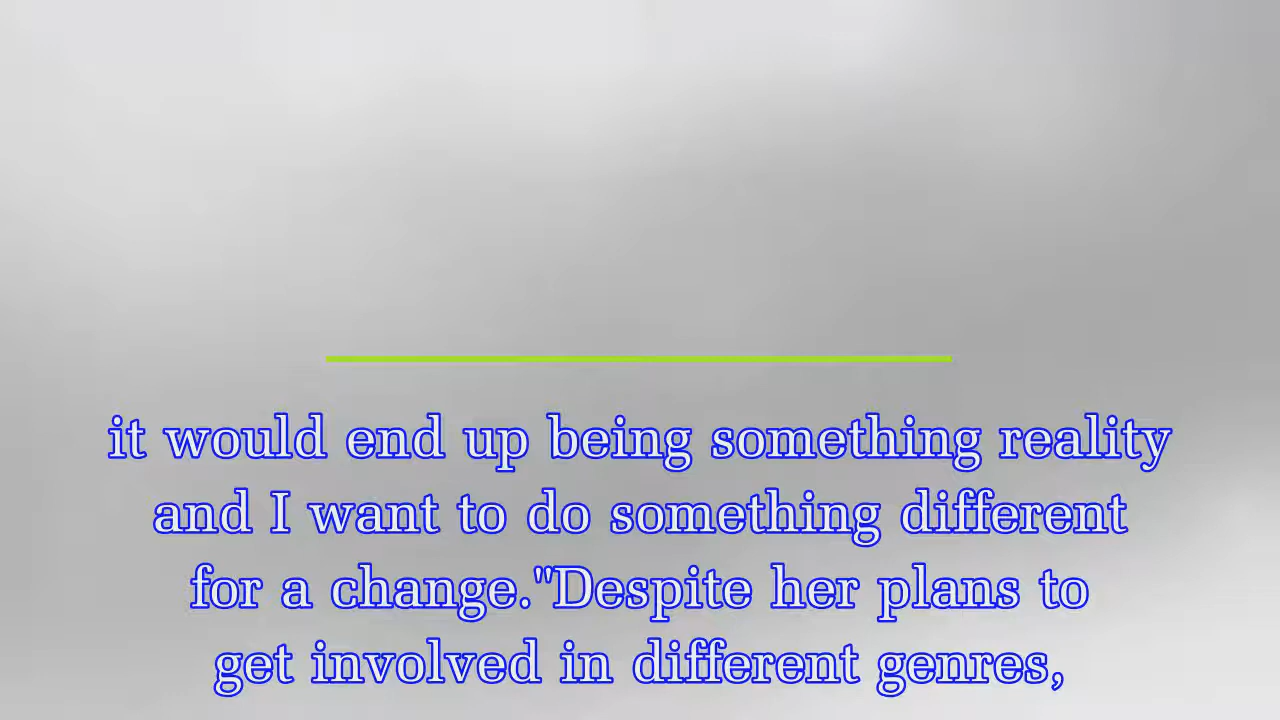 it would end up being something reality
and I want to do something different
for a change."Despite her plans to
get involved in different genres,